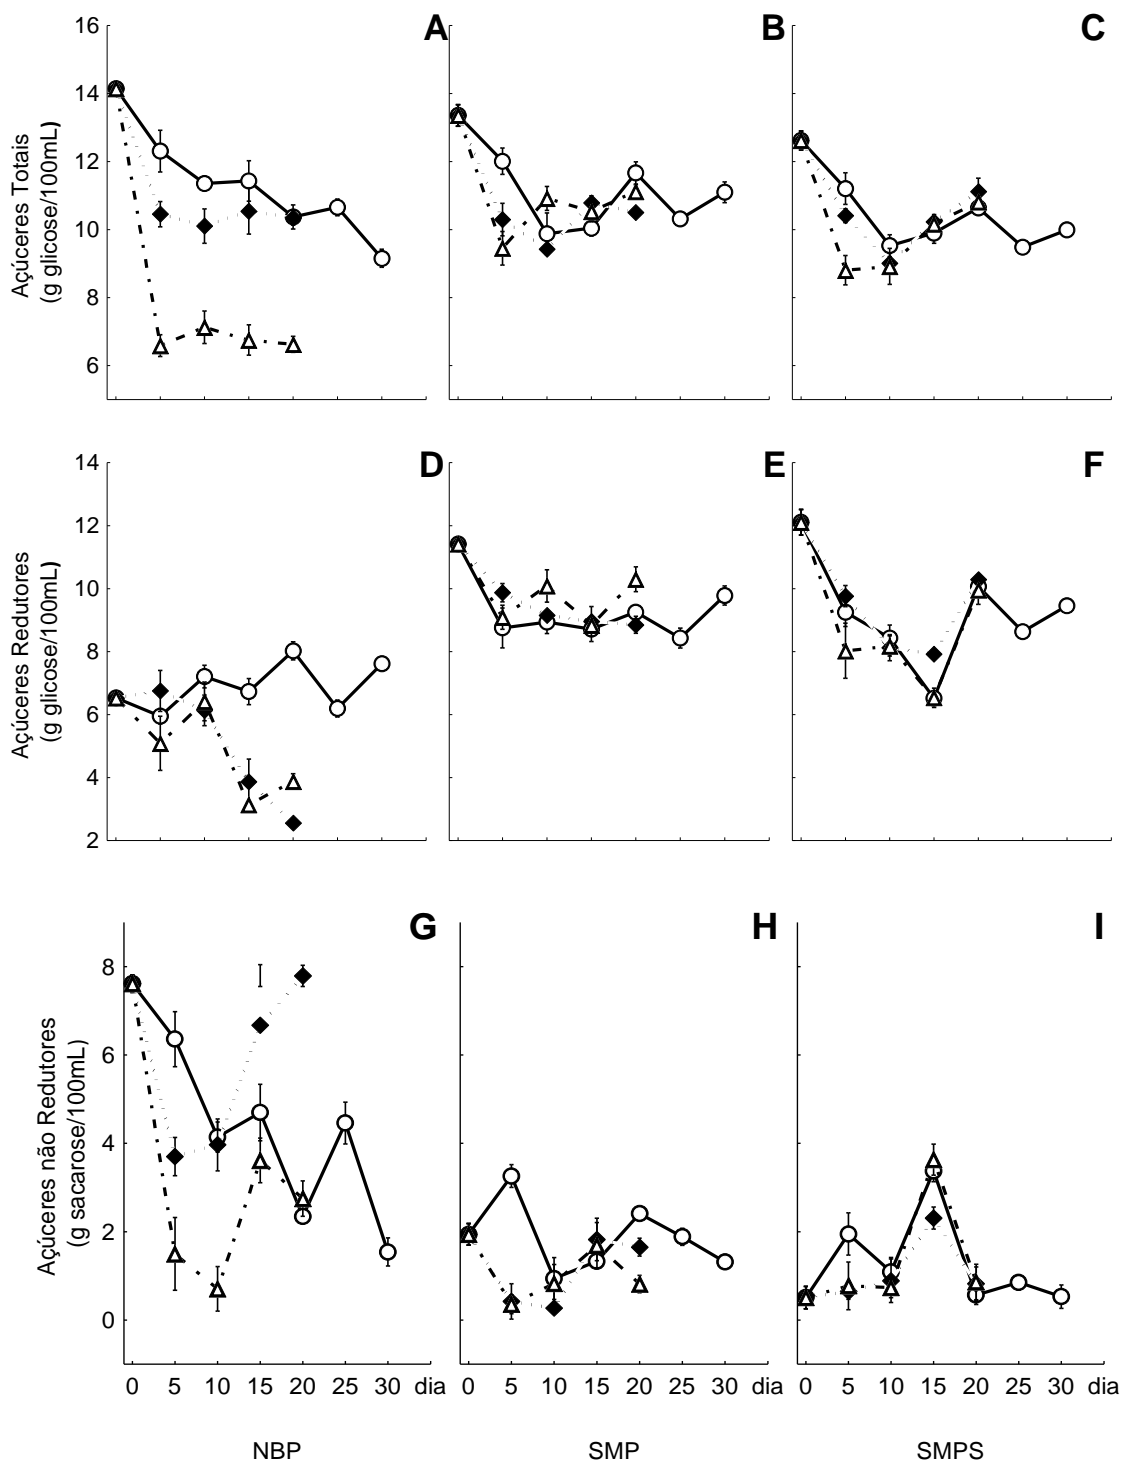 A B C
16
14
12
10
8
6
Açúceres Totais
(g glicose/100mL)
D E F
14
12
10
8
6
4
2
Açúceres Redutores
(g glicose/100mL)
G H I
8
6
4
2
0
Açúceres não Redutores
(g sacarose/100mL)
0 5 10 15 20 25 30 dia
0 5 10 15 20 25 30 dia
0 5 10 15 20 25 30 dia
NBP SMP SMPS